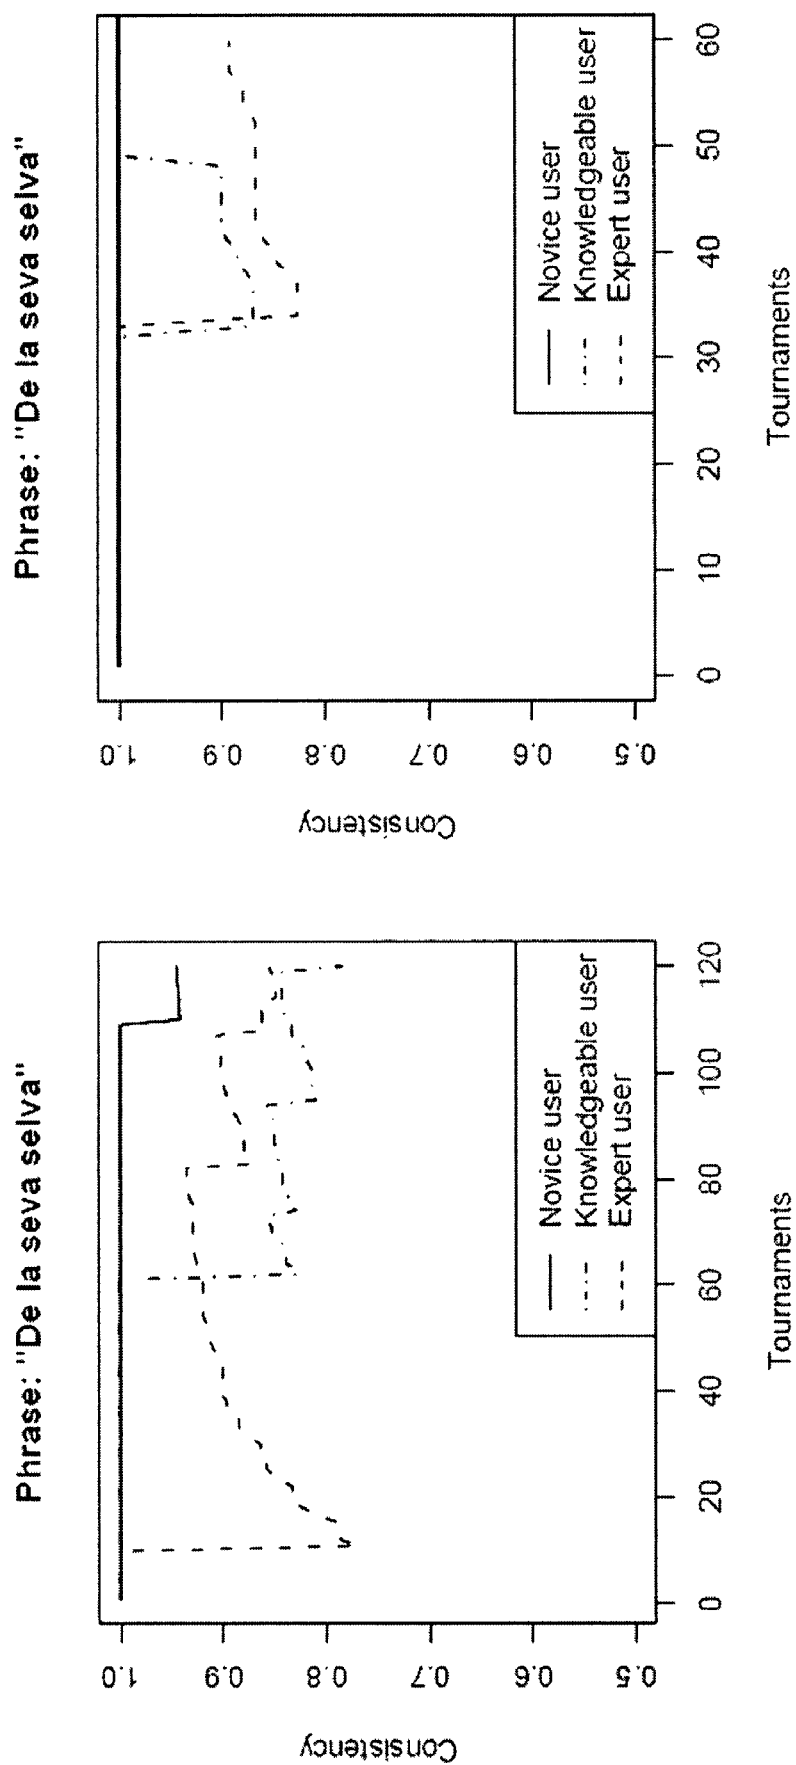 Phrase: "De la seva selva"
Consistency
1.0
0.9
0.8
0.7
0.6
0.5
Novice user
Knowledgeable user
Expert user
0 20 40 60 80 100 120
Tournaments
Phrase: "De la seva selva"
Consistency
1.0
0.9
0.8
0.7
0.6
0.5
Novice user
Knowledgeable user
Expert user
0 10 20 30 40 50 60
Tournaments